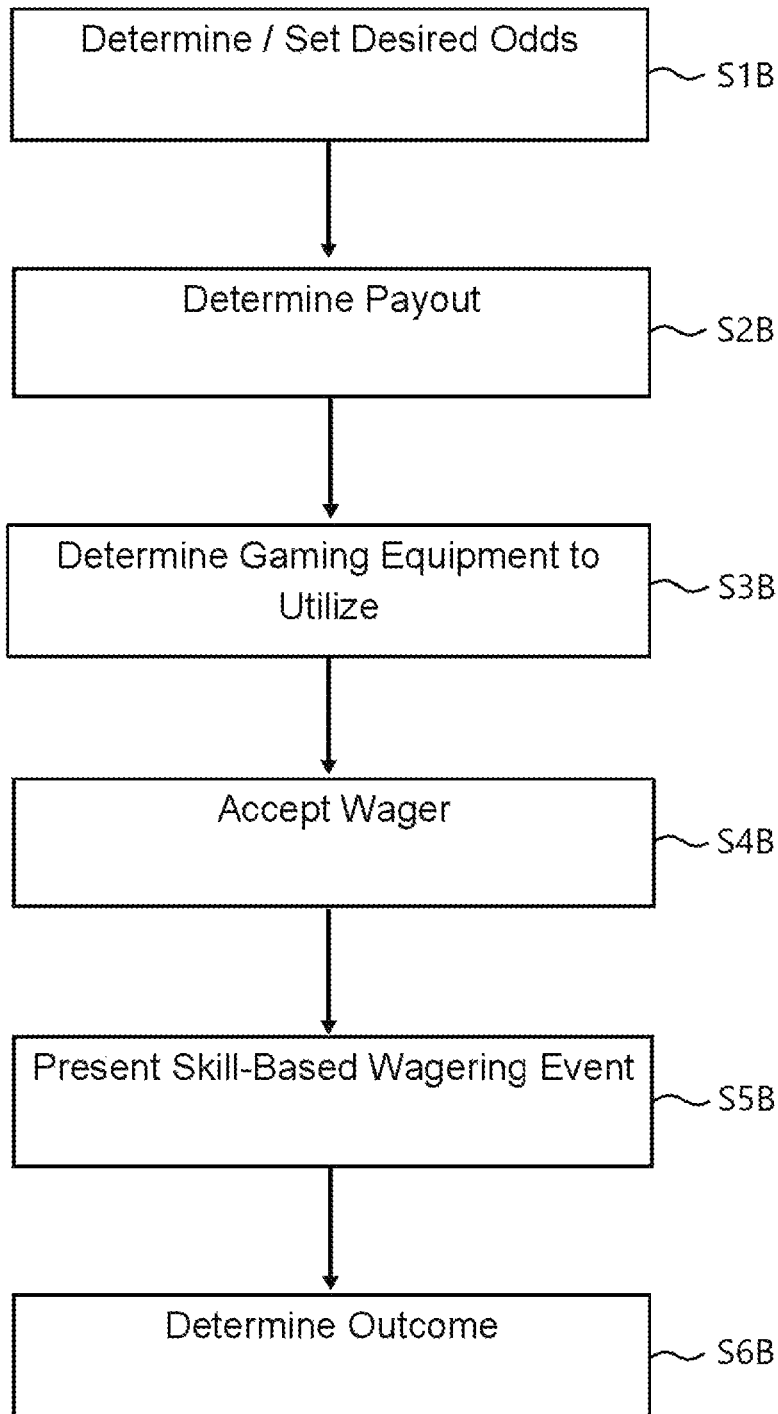 Determine / Set Desired Odds
S1B
Determine Payout
S2B
Determine Gaming Equipment to
Utilize
S3B
Accept Wager
S4B
Present Skill-Based Wagering Event
S5B
Determine Outcome
S6B